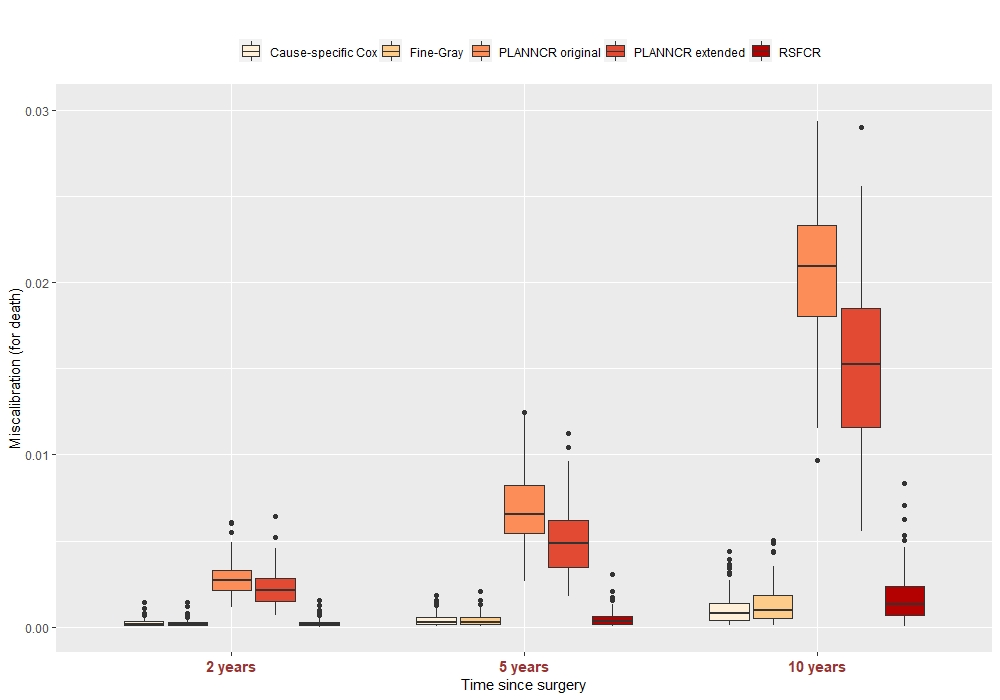 Cause-specific Cox Fine-Gray PLANNCR original PLANNCR extended RSFCR
Miscalibration (for death)
0.03
0.02
0.01
0.00
2 years 5 years 10 years
Time since surgery